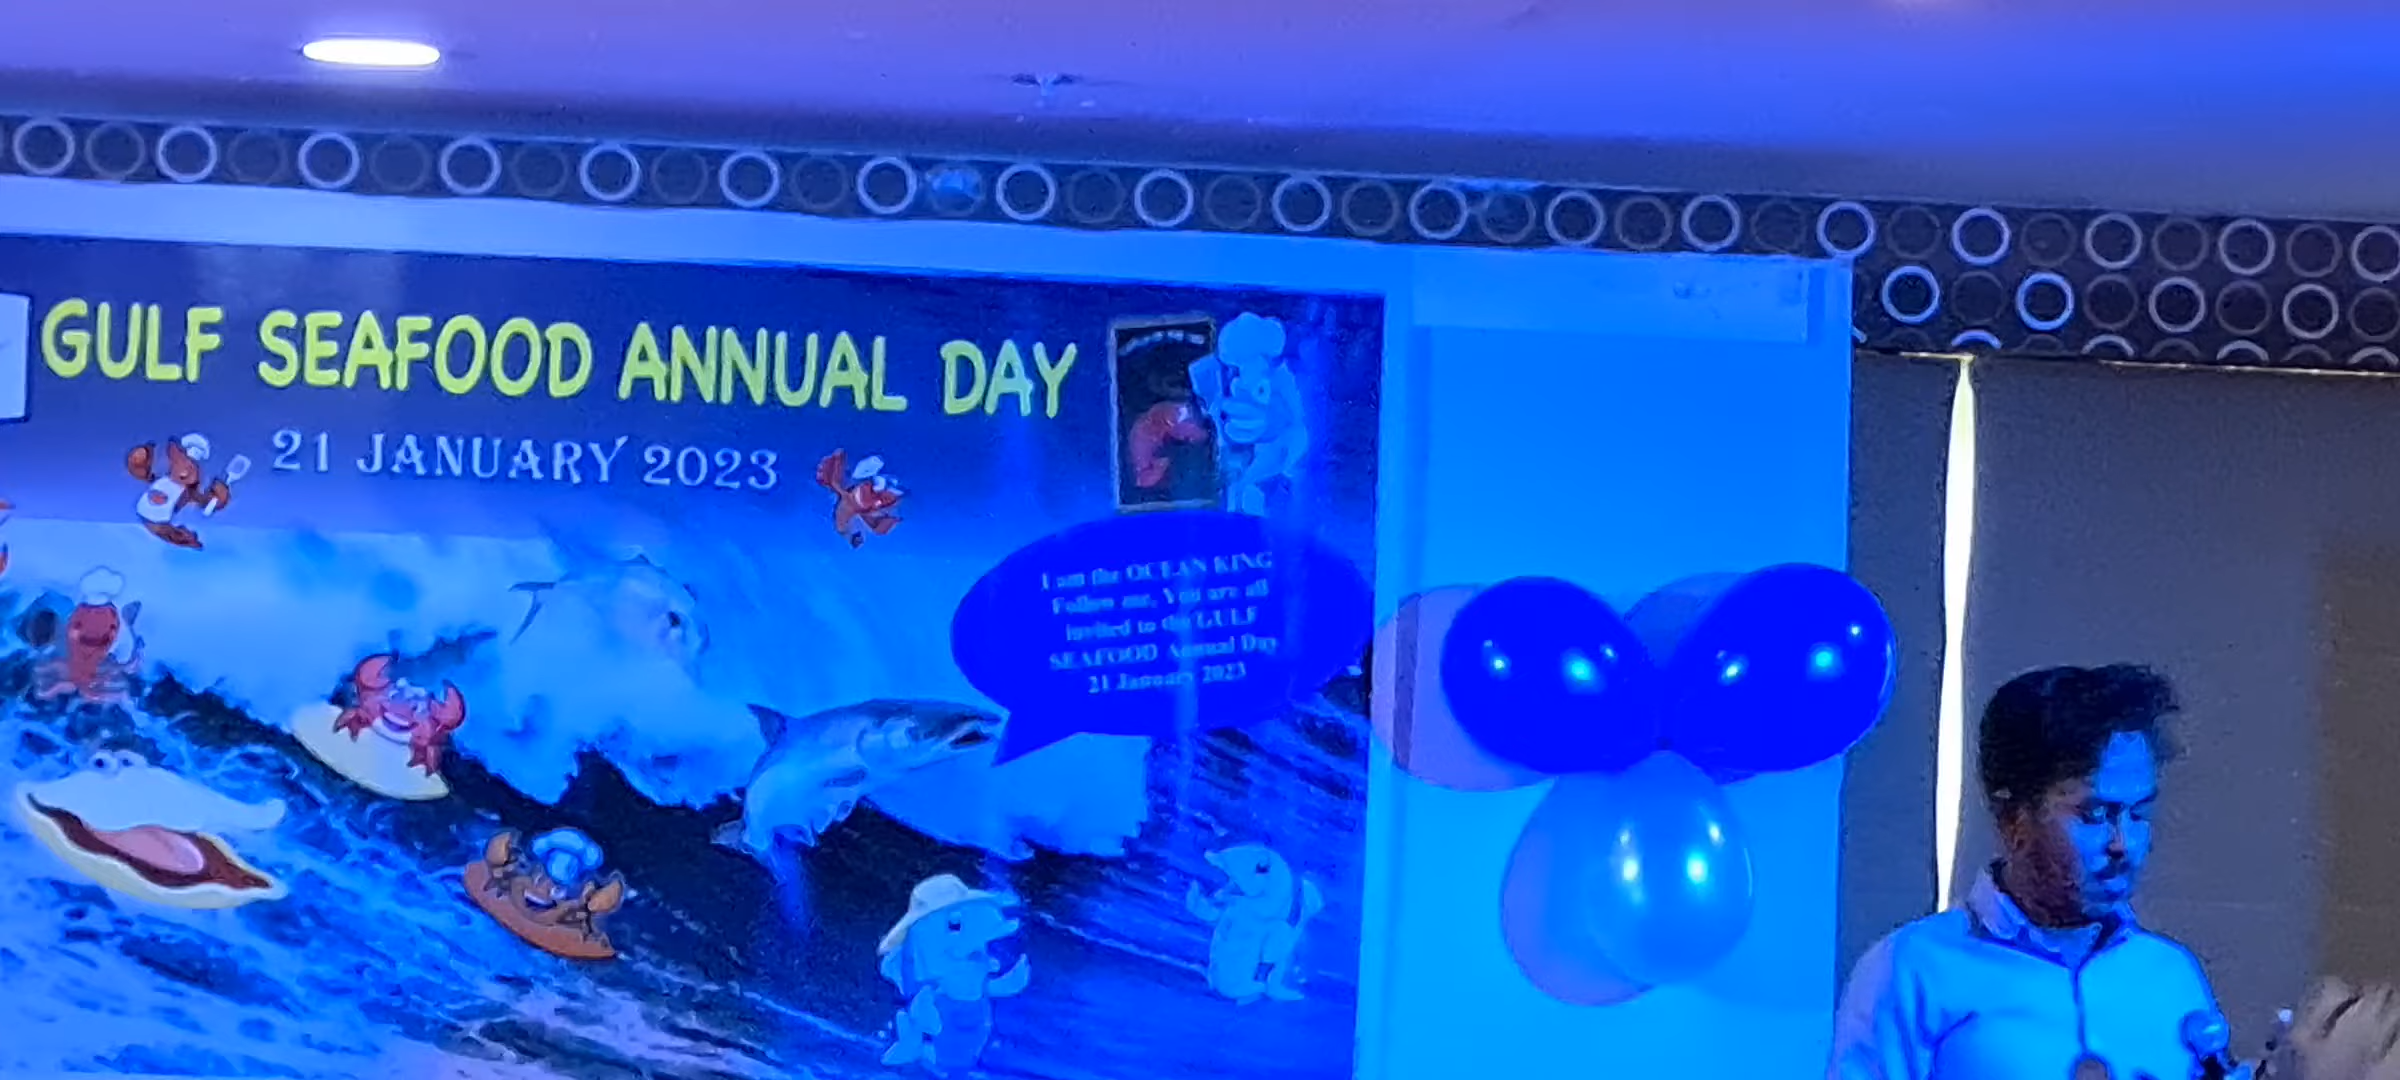 GULF SEAFOOD ANNUAL DAY
21 JANUARY 2023
I am the OCEAN KING
Follow me, You are all
invited to the GULF
SEAFOOD Annual Day
21 January 2023